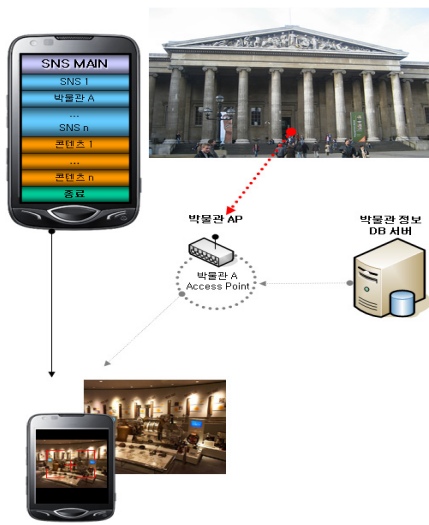 SNS MAIN
SNS 1
박물관 A
...
SNS n
콘텐츠 1
...
콘텐츠 n
종료
박물관 AP
박물관 A
Access Point
박물관 정보
DB 서버